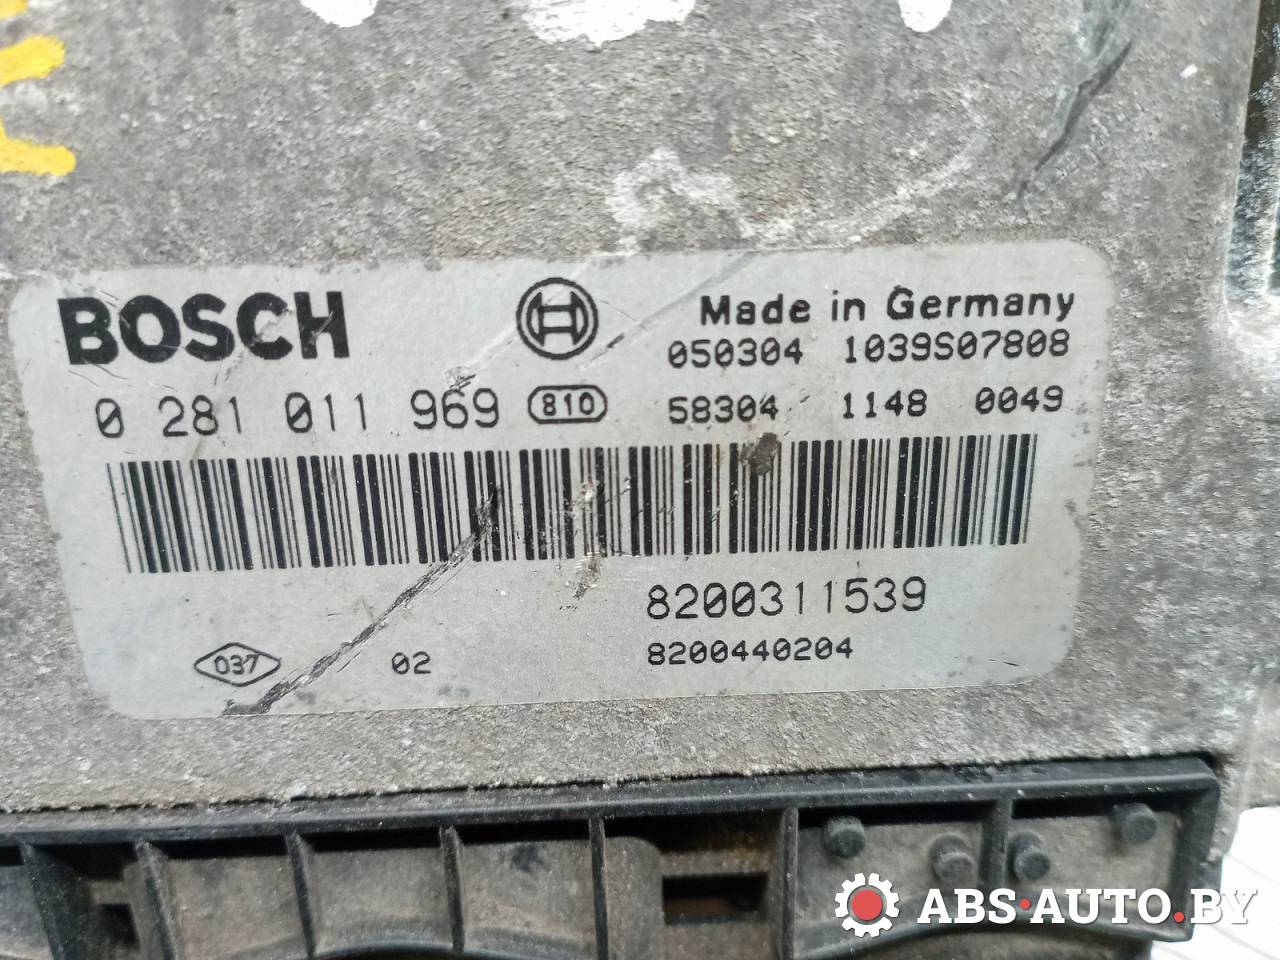 BOSCH
Made in Germany
050304 1039S07808
0 281 011 969 810 58304 1148 0049
8200311539
037 02 8200440204
ABS·AUTO.BY